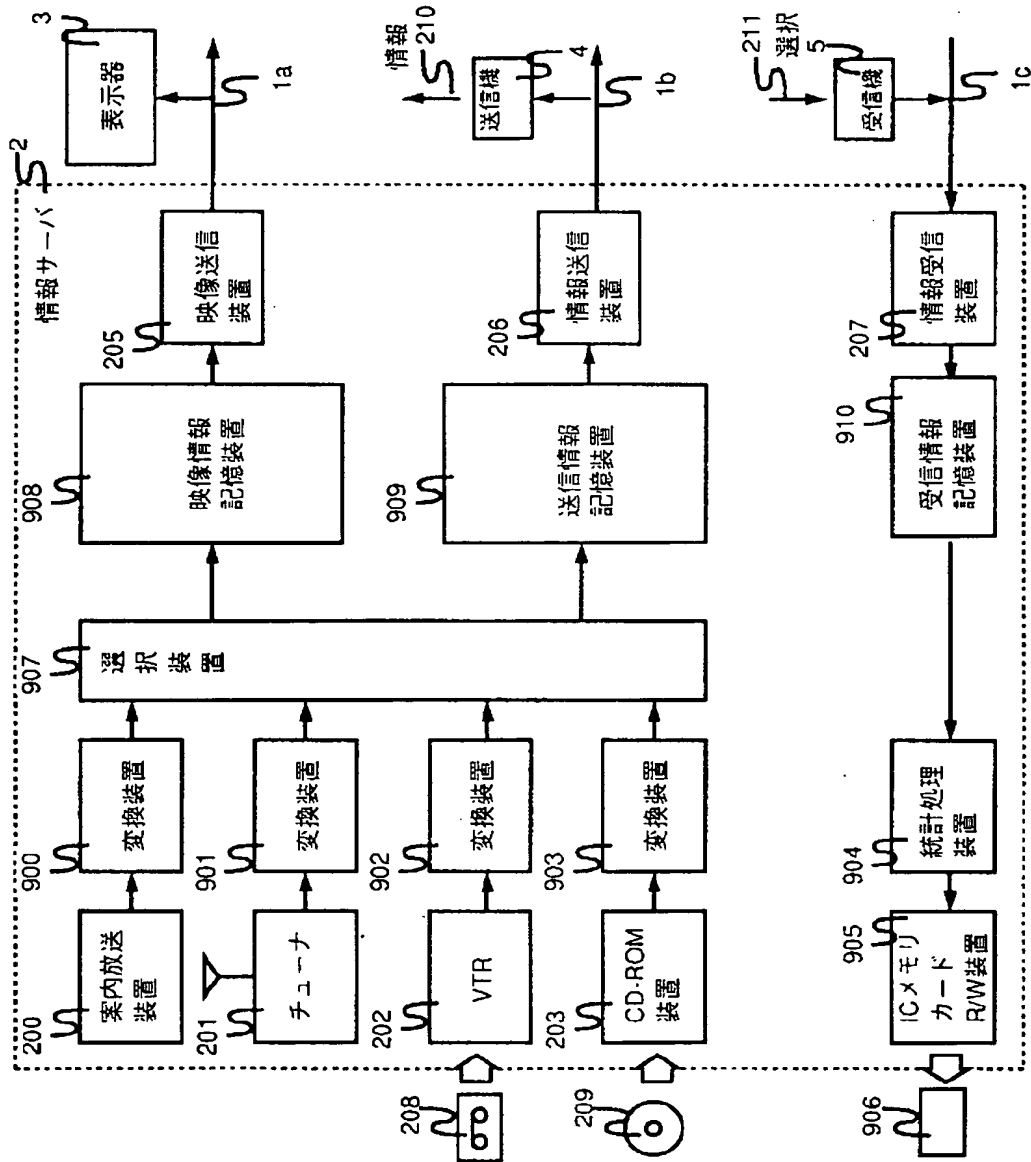 情報サーバ
2
200
案内放送
装置
900
変換装置
907
選択装置
908
映像情報
記憶装置
205
映像送信
装置
表示器
3
1a
201
チューナ
901
変換装置
202
VTR
902
変換装置
208
909
送信情報
記憶装置
206
情報送信
装置
情報
210
送信機
4
1b
203
CD-ROM
装置
903
変換装置
209
211
選択
5
受信機
1c
207
情報受信
装置
910
受信情報
記憶装置
904
統計処理
装置
905
ICメモリ
カード
R/W装置
906